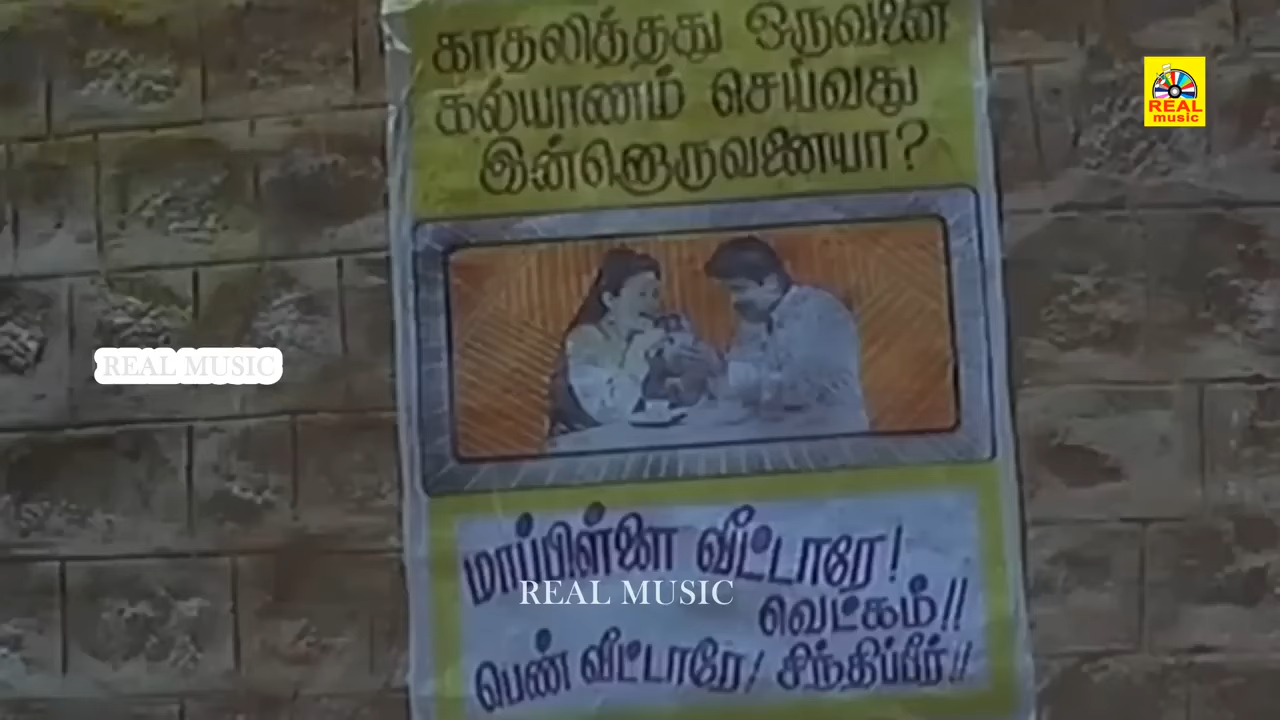 காதலித்தது ஒருவனை
கல்யாணம் செய்வது
இன்னொருவனையா?
REAL
music
REAL MUSIC
மாப்பிள்ளை வீட்டாரே!
REAL MUSIC
வெட்கம்!!
பெண் வீட்டாரே! சிந்திப்பீர்!!